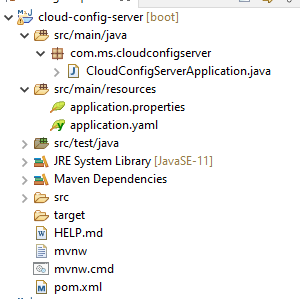 cloud-config-server [boot]
src/main/java
com.ms.cloudconfigserver
CloudConfigServerApplication.java
src/main/resources
application.properties
application.yaml
src/test/java
JRE System Library [JavaSE-11]
Maven Dependencies
src
target
HELP.md
mvnw
mvnw.cmd
pom.xml